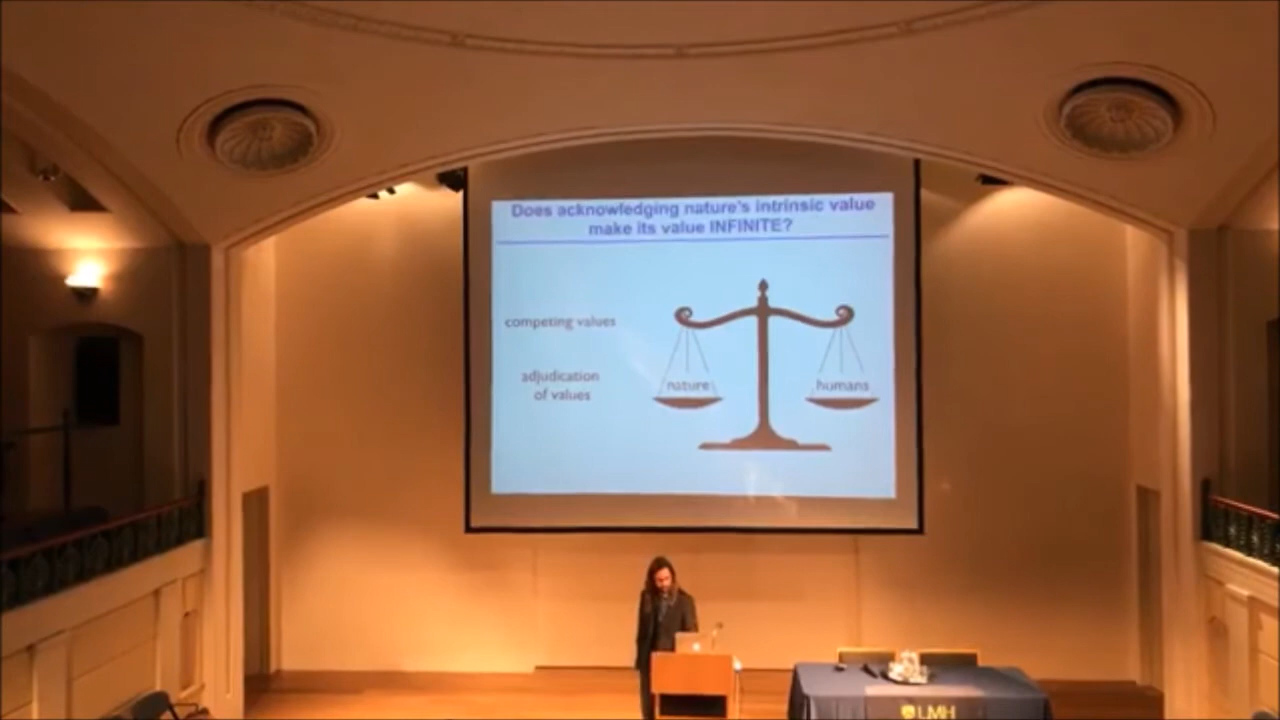 Does acknowledging nature's intrinsic value
make its value INFINITE?
competing values
adjudication
of values
nature
humans
LMH